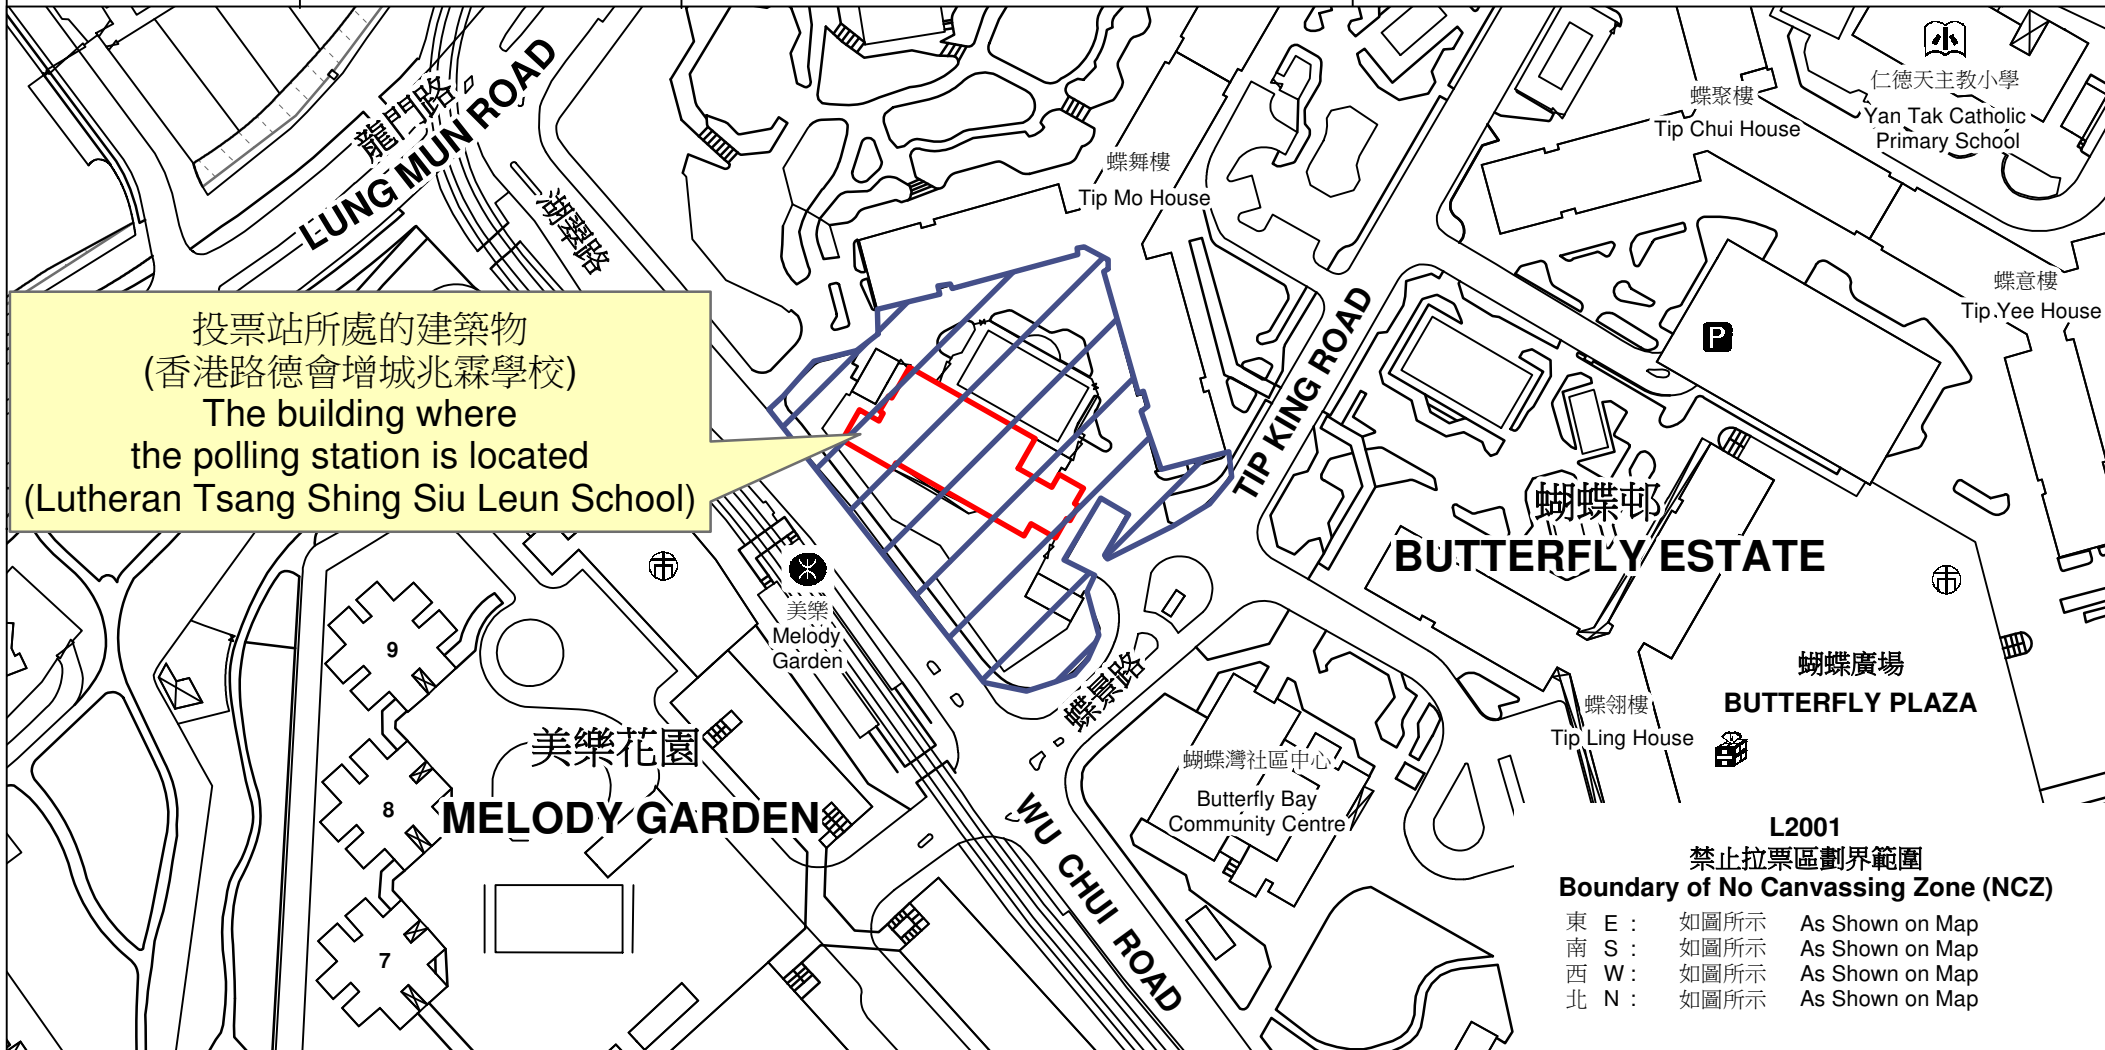 龍門路
LUNG MUN ROAD
湖翠路
蝶舞樓
Tip Mo House
蝶聚樓
Tip Chui House
仁德天主教小學
Yan Tak Catholic
Primary School
蝶意樓
Tip Yee House
P
投票站所處的建築物
(香港路德會增城兆霖學校)
The building where
the polling station is located
(Lutheran Tsang Shing Siu Leun School)
TIP KING ROAD
蝴蝶邨
BUTTERFLY ESTATE
美樂
Melody
Garden
9
8
7
美樂花園
MELODY GARDEN
蝶景路
WU CHUI ROAD
蝴蝶灣社區中心
Butterfly Bay
Community Centre
蝶翎樓
Tip Ling House
蝴蝶廣場
BUTTERFLY PLAZA
L2001
禁止拉票區劃界範圍
Boundary of No Canvassing Zone (NCZ)
東 E : 如圖所示 As Shown on Map
南 S : 如圖所示 As Shown on Map
西 W : 如圖所示 As Shown on Map
北 N : 如圖所示 As Shown on Map